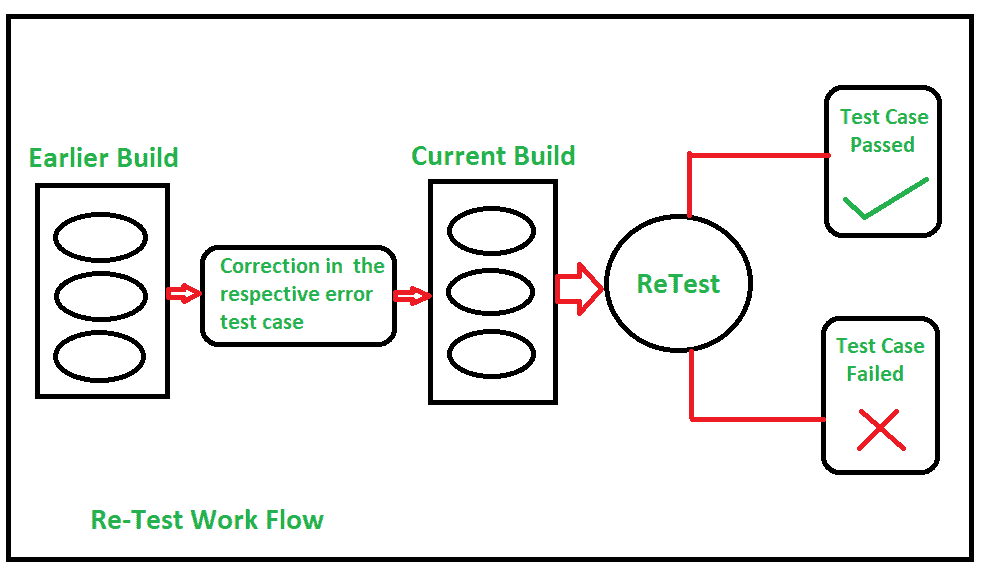 Earlier Build
Correction in the
respective error
test case
Current Build
ReTest
Test Case
Passed
Test Case
Failed
Re-Test Work Flow